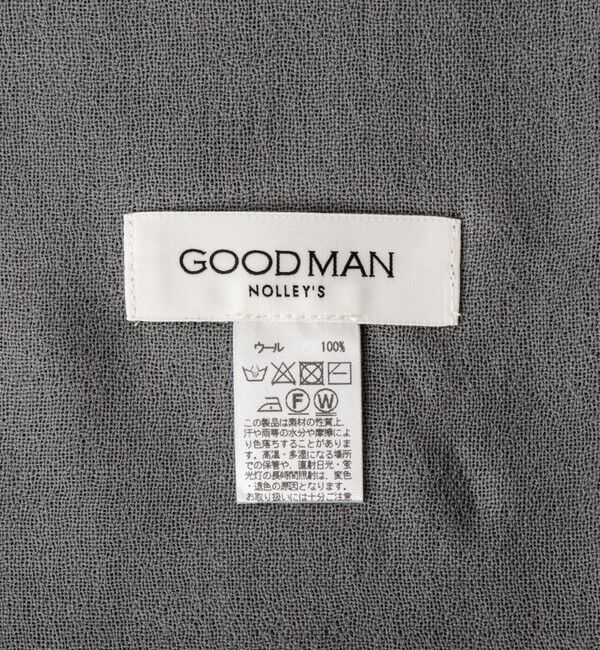 GOODMAN
NOLLEY'S
ウール 100%
F W
この製品は素材の性質上、
汗や雨等の水分や摩擦によ
り色落ちすることがありま
す。高温・多湿になる場所
での保管や、直射日光・蛍
光灯の長時間照射は、変色
・退色の原因となります。
お取り扱いには十分ご注意